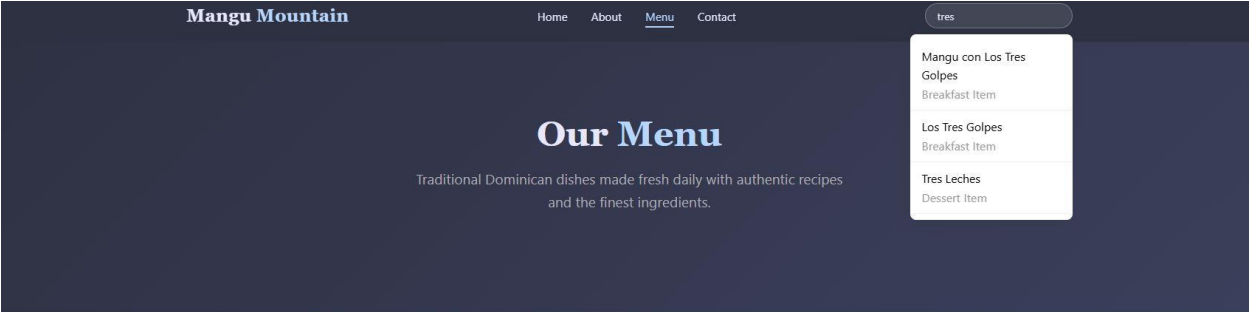 Mangu Mountain
Home About Menu Contact
tres
Mangu con Los Tres
Golpes
Breakfast Item
Los Tres Golpes
Breakfast Item
Tres Leches
Dessert Item
Our Menu
Traditional Dominican dishes made fresh daily with authentic recipes
and the finest ingredients.